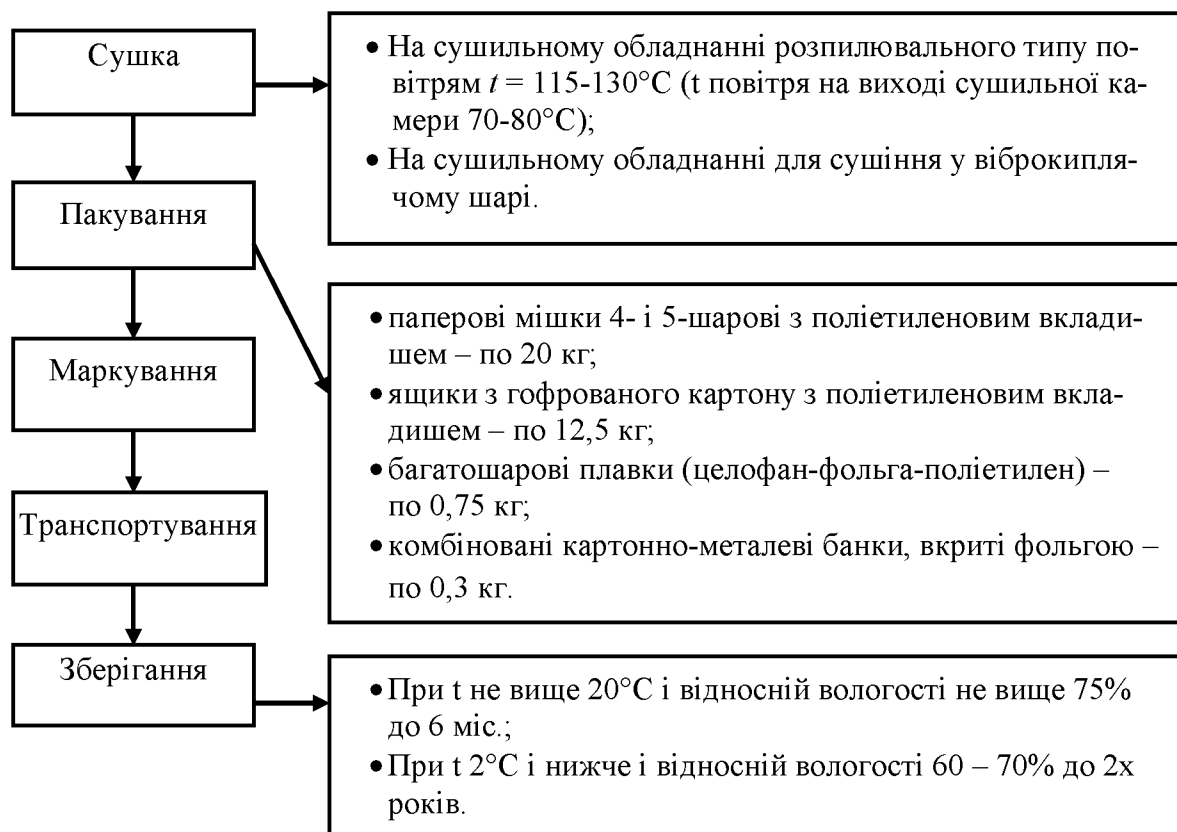 Сушка
• На сушильному обладнанні розпилювального типу по-
вітрям t = 115-130°С (t повітря на виході сушильної ка-
мери 70-80°С);
• На сушильному обладнанні для сушіння у віброкипля-
чому шарі.
Пакування
• паперові мішки 4- і 5-шарові з поліетиленовим вклади-
шем – по 20 кг;
• ящики з гофрованого картону з поліетиленовим вкла-
дишем – по 12,5 кг;
• багатошарові плавки (целофан-фольга-поліетилен) –
по 0,75 кг;
• комбіновані картонно-металеві банки, вкриті фольгою –
по 0,3 кг.
Маркування
Транспортування
Зберігання
• При t не вище 20°С і відносній вологості не вище 75%
до 6 міс.;
• При t 2°С і нижче і відносній вологості 60 – 70% до 2х
років.